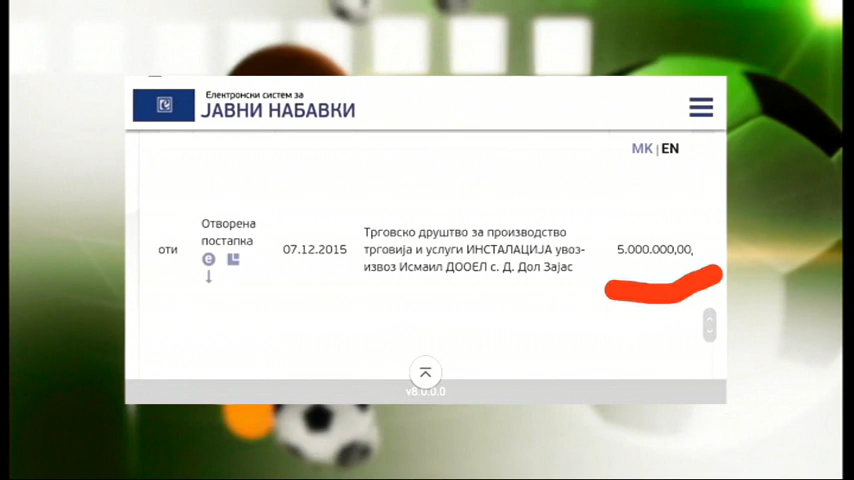 Електронски систем за
ЈАВНИ НАБАВКИ
MK | EN
Отворена
постапка
оти
07.12.2015
Трговско друштво за производство
трговија и услуги ИНСТАЛАЦИЈА увоз-
извоз Исмаил ДООЕЛ с. Д. Дол Зајас
5.000.000,00,
v8.0.0.0